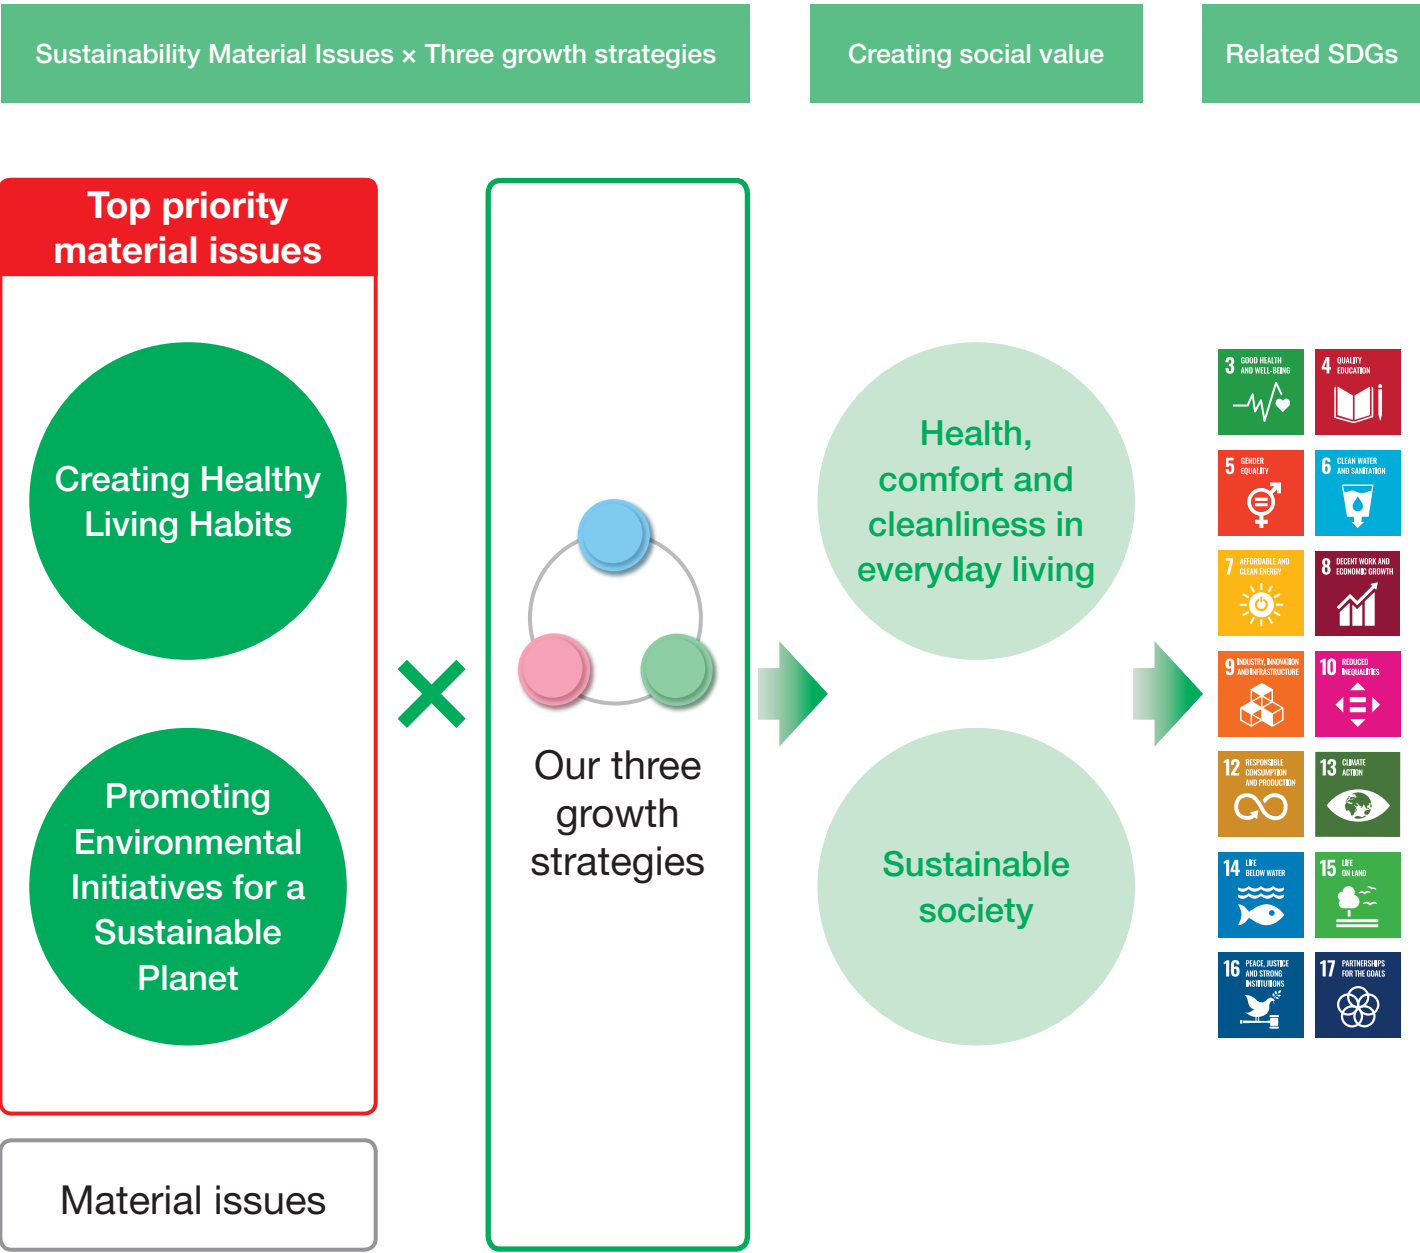 Sustainability Material Issues × Three growth strategies
Creating social value
Related SDGs
Top priority
material issues
Creating Healthy
Living Habits
Promoting
Environmental
Initiatives for a
Sustainable
Planet
Material issues
×
Our three
growth
strategies
Health,
comfort and
cleanliness in
everyday living
Sustainable
society
3 GOOD HEALTH
AND WELL-BEING
4 QUALITY
EDUCATION
5 GENDER
EQUALITY
6 CLEAN WATER
AND SANITATION
7 AFFORDABLE AND
CLEAN ENERGY
8 DECENT WORK AND
ECONOMIC GROWTH
9 INDUSTRY, INNOVATION
AND INFRASTRUCTURE
10 REDUCED
INEQUALITIES
12 RESPONSIBLE
CONSUMPTION
AND PRODUCTION
13 CLIMATE
ACTION
14 LIFE
BELOW WATER
15 LIFE
ON LAND
16 PEACE, JUSTICE
AND STRONG
INSTITUTIONS
17 PARTNERSHIPS
FOR THE GOALS